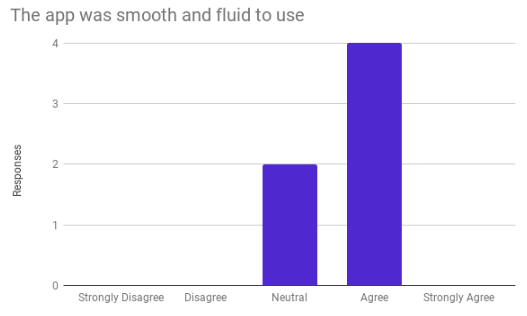 The app was smooth and fluid to use
4
3
2
1
0
Responses
Strongly Disagree
Disagree
Neutral
Agree
Strongly Agree